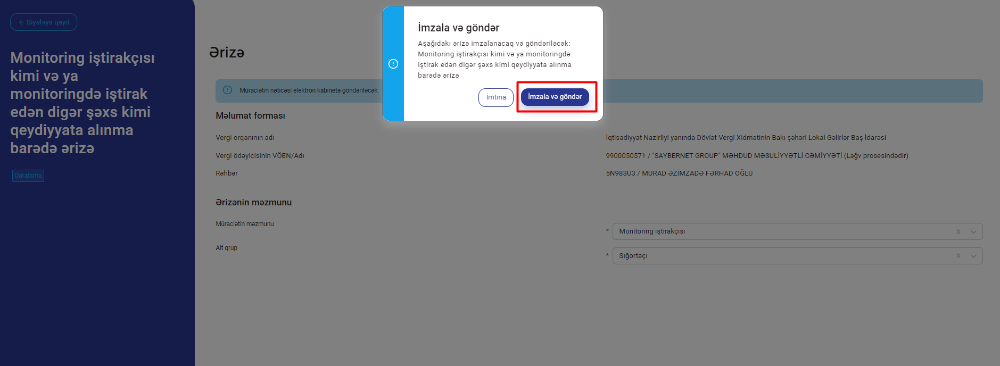 ← Siyahıya qayıt
Monitoring iştirakçısı
kimi və ya
monitoringdə iştirak
edən digər şəxs kimi
qeydiyyata alınma
barədə ərizə
Qaralama
Ərizə
Müraciətin nəticəsi elektron kabinetə göndəriləcək.
İmzala və göndər
Aşağıdakı ərizə imzalanacaq və göndəriləcək:
Monitoring iştirakçısı kimi və ya monitoringdə
iştirak edən digər şəxs kimi qeydiyyata alınma
barədə ərizə
İmtina
İmzala və göndər
Məlumat forması
Vergi orqanının adı
İqtisadiyyat Nazirliyi yanında Dövlət Vergi Xidmətinin Bakı şəhəri Lokal Gəlirlər Baş İdarəsi
Vergi ödəyicisinin VÖEN/Adı
9900050571 / "SAYBERNET GROUP" MƏHDUD MƏSULİYYƏTLİ CƏMİYYƏTİ (Ləğv prosesindədir)
Rəhbər
5N983U3 / MURAD ƏZİMZADƏ FƏRHAD OĞLU
Ərizənin məzmunu
Müraciətin məzmunu
* Monitoring iştirakçısı
Alt qrup
* Sığortaçı